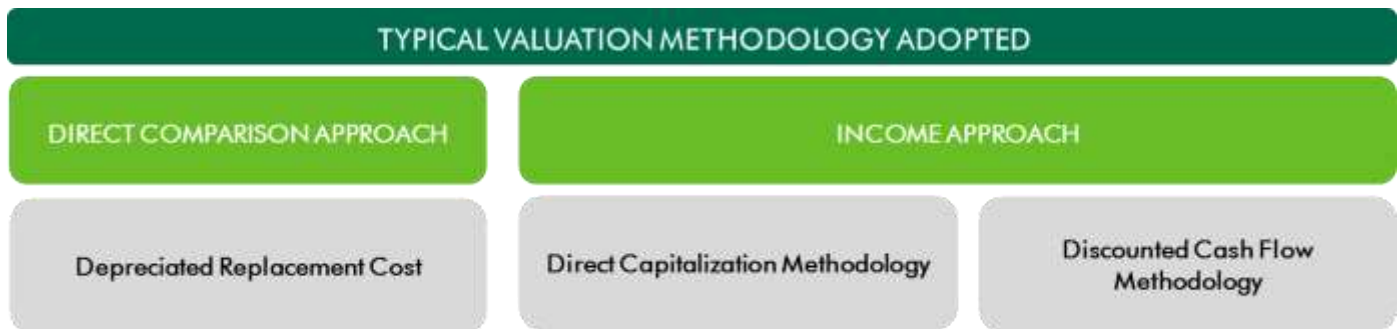 TYPICAL VALUATION METHODOLOGY ADOPTED
DIRECT COMPARISON APPROACH
INCOME APPROACH
Depreciated Replacement Cost
Direct Capitalization Methodology
Discounted Cash Flow
Methodology